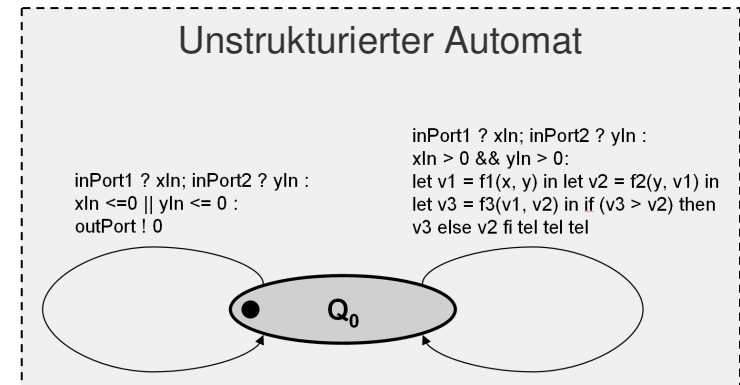 Unstrukturierter Automat
inPort1 ? xIn; inPort2 ? yIn :
xIn <=0 || yIn <= 0 :
outPort ! 0
inPort1 ? xIn; inPort2 ? yIn :
xIn > 0 && yIn > 0:
let v1 = f1(x, y) in let v2 = f2(y, v1) in
let v3 = f3(v1, v2) in if (v3 > v2) then
v3 else v2 fi tel tel tel
Q0